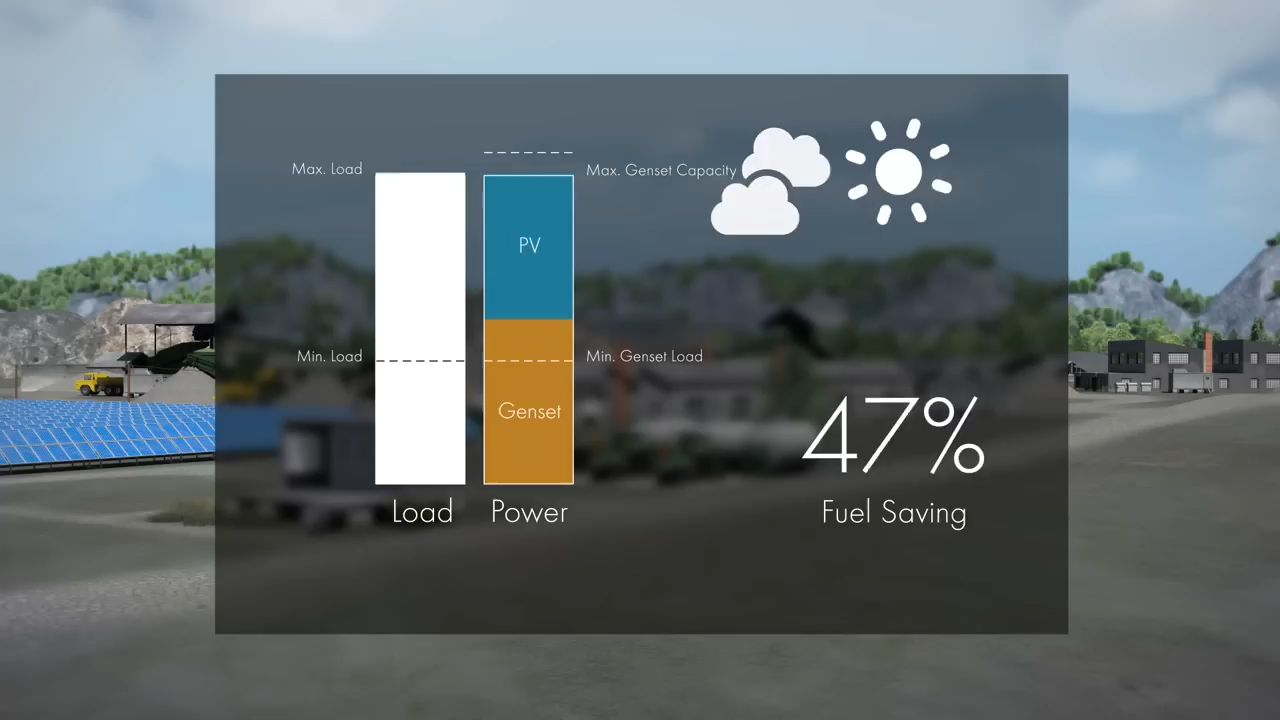 Max. Load
Max. Genset Capacity
PV
Min. Load
Min. Genset Load
Genset
47%
Load
Power
Fuel Saving